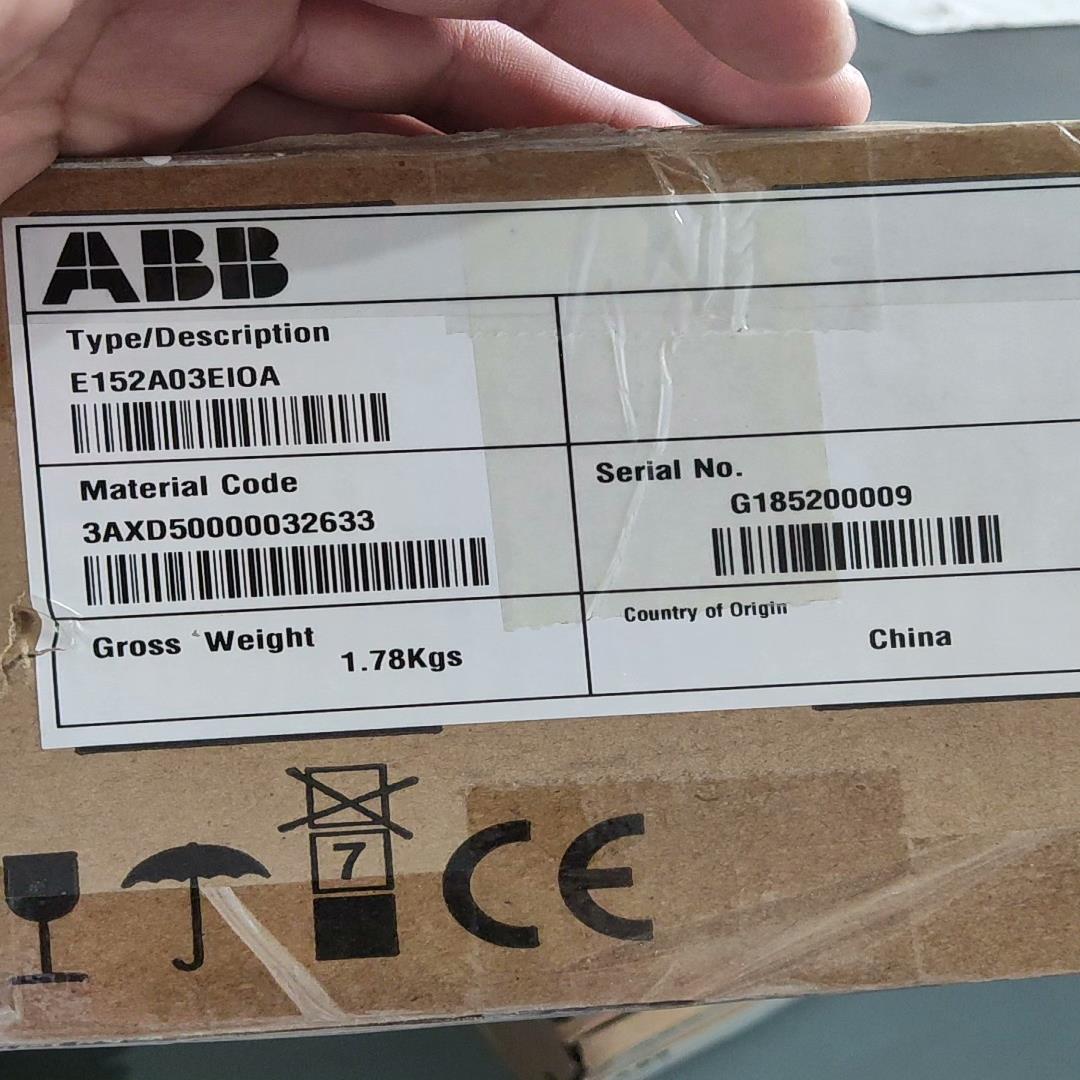 ABB
Type/Description
E152A03EIOA
Material Code
3AXD50000032633
Serial No.
G185200009
Gross Weight
1.78Kgs
Country of Origin
China
7
CE